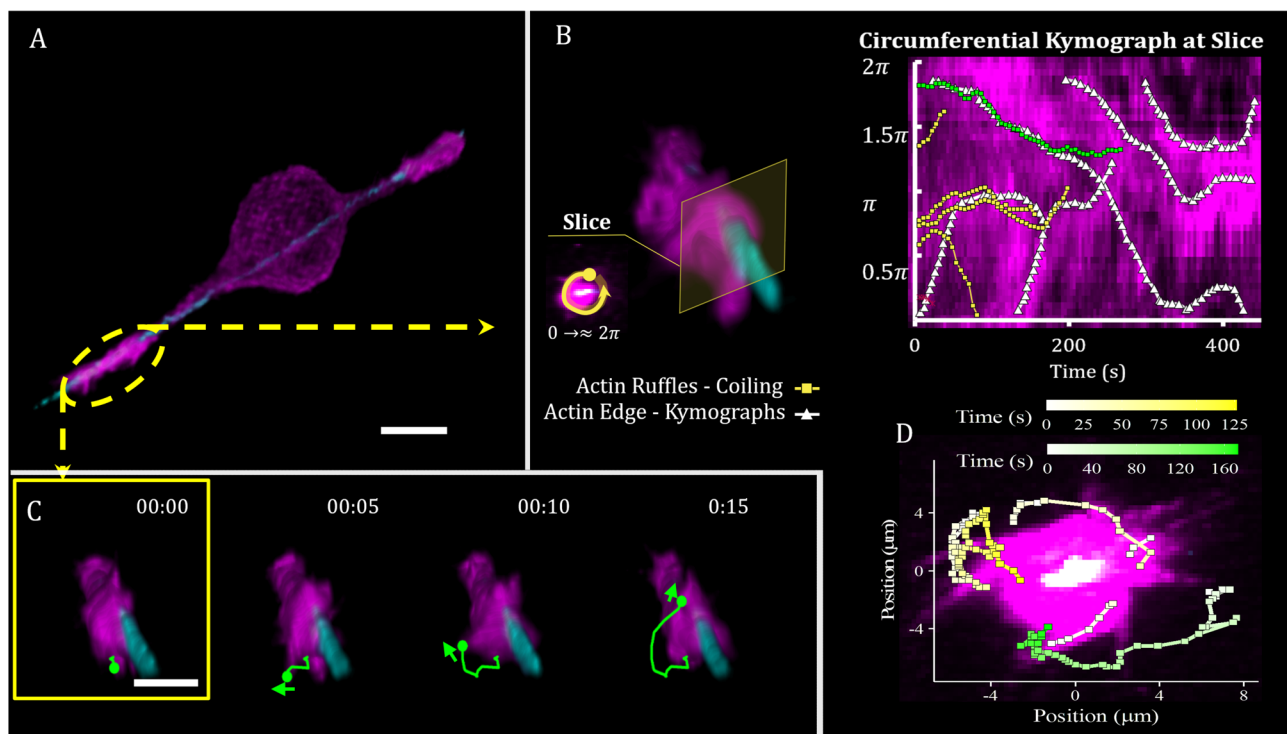 A
B
Circumferential Kymograph at Slice
2π
1.5π
π
0.5π
0
200
400
Time (s)
Slice
0 →≈ 2π
Actin Ruffles - Coiling
Actin Edge - Kymographs
C
00:00
00:05
00:10
0:15
D
Time (s)
0 25 50 75 100 125
Time (s)
0 40 80 120 160
Position (µm)
4
0
-4
-4 0 4 8
Position (µm)